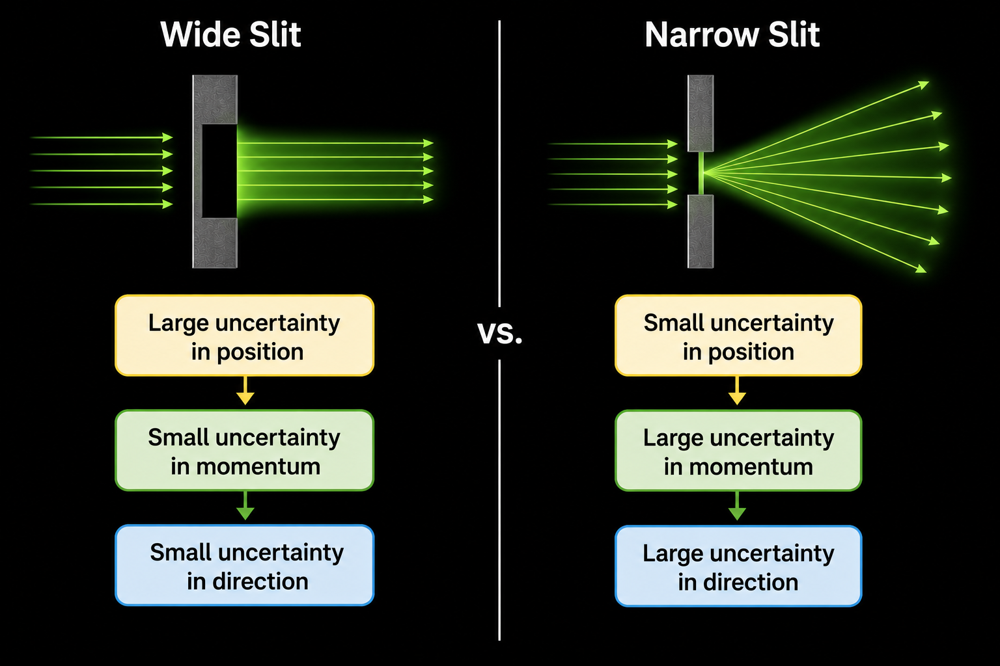 Wide Slit
Large uncertainty
in position
Small uncertainty
in momentum
Small uncertainty
in direction
vs.
Narrow Slit
Small uncertainty
in position
Large uncertainty
in momentum
Large uncertainty
in direction